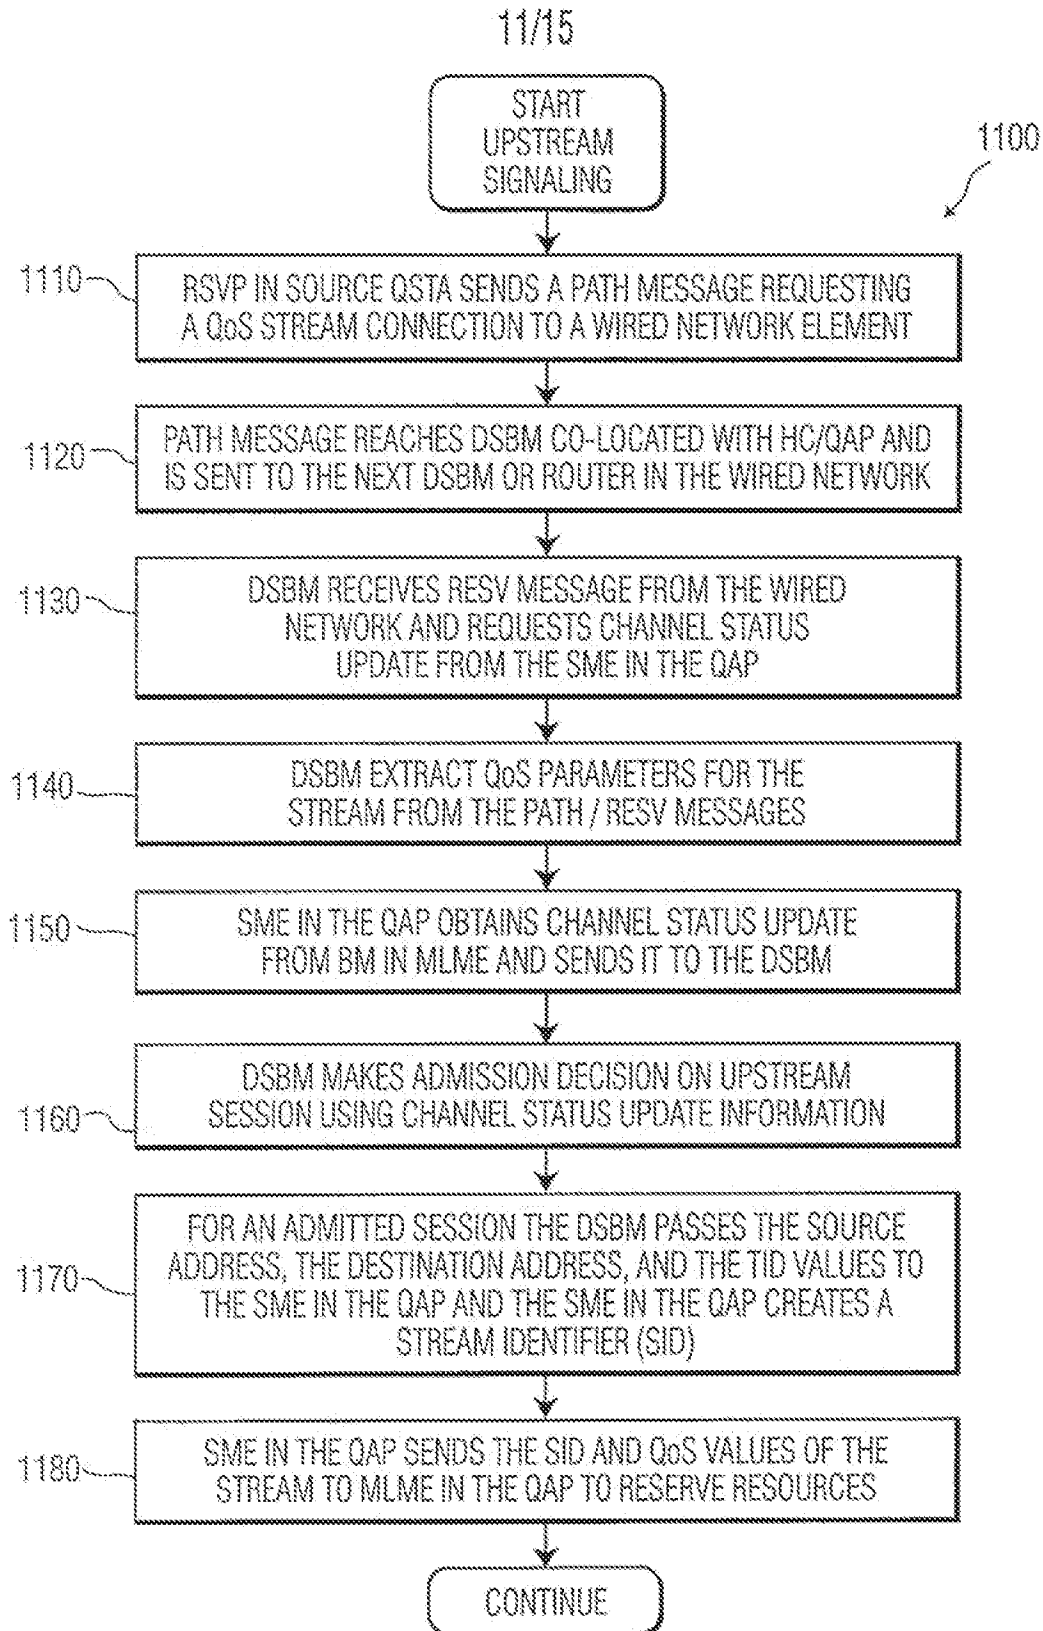 11/15
START
UPSTREAM
SIGNALING
1100
1110
RSVP IN SOURCE QSTA SENDS A PATH MESSAGE REQUESTING
A QoS STREAM CONNECTION TO A WIRED NETWORK ELEMENT
1120
PATH MESSAGE REACHES DSBM CO-LOCATED WITH HC/QAP AND
IS SENT TO THE NEXT DSBM OR ROUTER IN THE WIRED NETWORK
1130
DSBM RECEIVES RESV MESSAGE FROM THE WIRED
NETWORK AND REQUESTS CHANNEL STATUS
UPDATE FROM THE SME IN THE QAP
1140
DSBM EXTRACT QoS PARAMETERS FOR THE
STREAM FROM THE PATH / RESV MESSAGES
1150
SME IN THE QAP OBTAINS CHANNEL STATUS UPDATE
FROM BM IN MLME AND SENDS IT TO THE DSBM
1160
DSBM MAKES ADMISSION DECISION ON UPSTREAM
SESSION USING CHANNEL STATUS UPDATE INFORMATION
1170
FOR AN ADMITTED SESSION THE DSBM PASSES THE SOURCE
ADDRESS, THE DESTINATION ADDRESS, AND THE TID VALUES TO
THE SME IN THE QAP AND THE SME IN THE QAP CREATES A
STREAM IDENTIFIER (SID)
1180
SME IN THE QAP SENDS THE SID AND QoS VALUES OF THE
STREAM TO MLME IN THE QAP TO RESERVE RESOURCES
CONTINUE